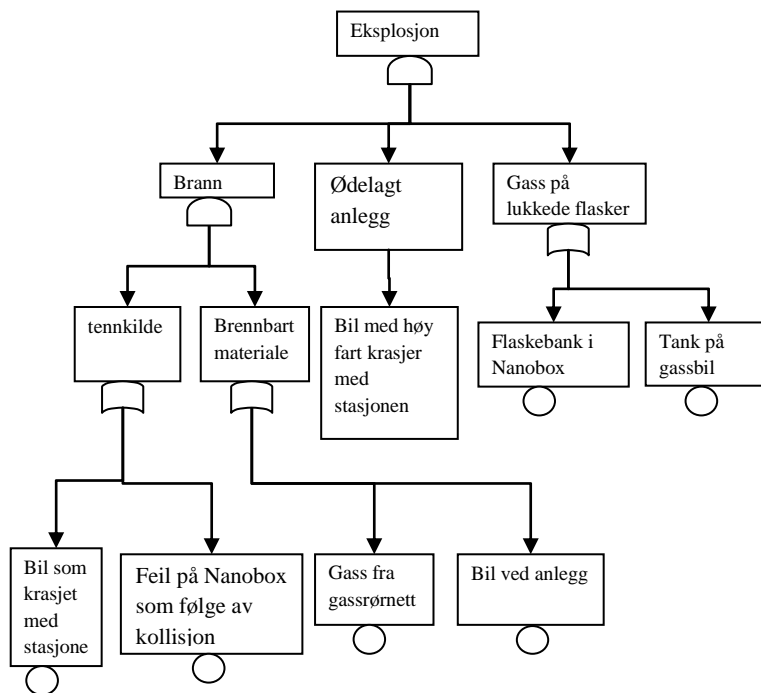 Eksplosjon
Brann
Ødelagt
anlegg
Gass på
lukkede flasker
tennkilde
Brennbart
materiale
Bil med høy
fart krasjer
med
stasjonen
Flaskebank i
Nanobox
Tank på
gassbil
Bil som
krasjet
med
stasjone
Feil på Nanobox
som følge av
kollisjon
Gass fra
gassrørnett
Bil ved anlegg